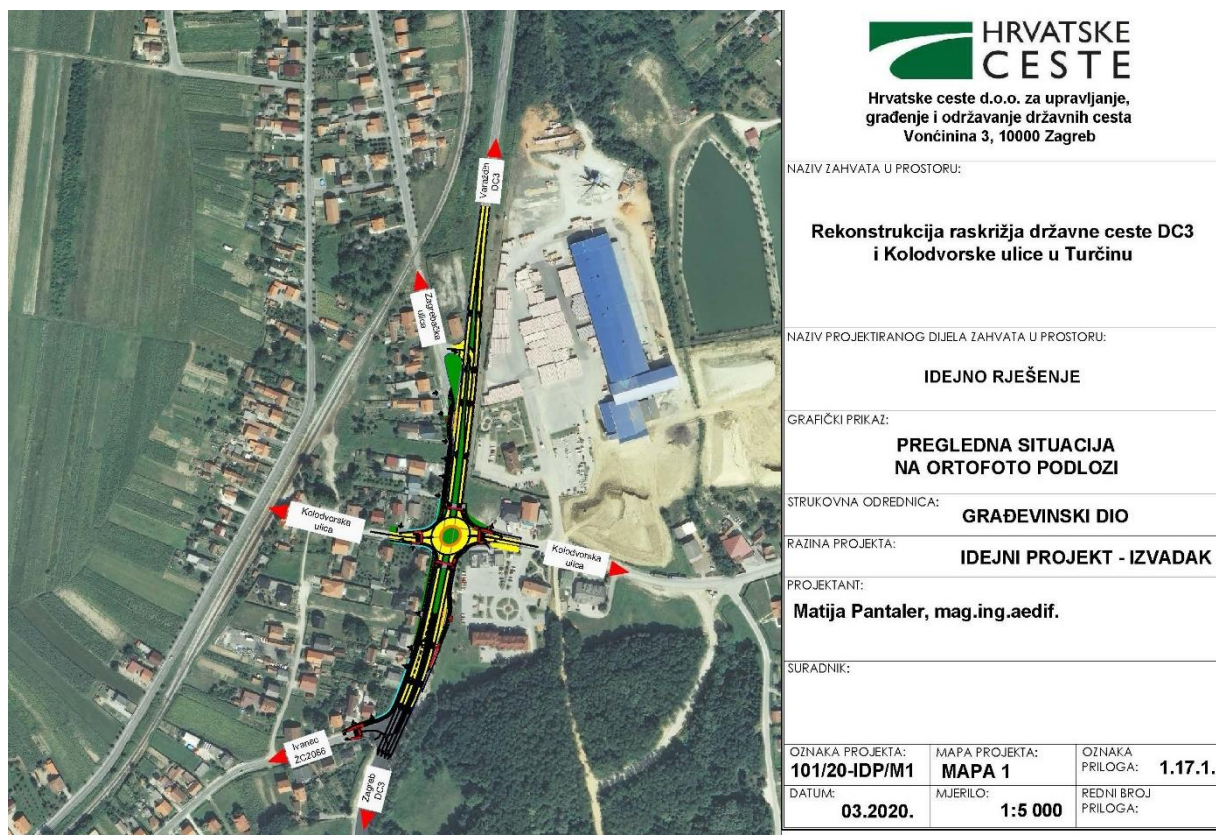 Varaždin
DC3
Zagrebačka
ulica
Kolodvorska
ulica
Kolodvorska
ulica
Ivanec
ŽC2066
Zagreb
DC3
HRVATSKE
CESTE
Hrvatske ceste d.o.o. za upravljanje,
građenje i održavanje državnih cesta
Vončinina 3, 10000 Zagreb
NAZIV ZAHVATA U PROSTORU:
Rekonstrukcija raskrižja državne ceste DC3
i Kolodvorske ulice u Turčinu
NAZIV PROJEKTIRANOG DIJELA ZAHVATA U PROSTORU:
IDEJNO RJEŠENJE
GRAFIČKI PRIKAZ:
PREGLEDNA SITUACIJA
NA ORTOFOTO PODLOZI
STRUKOVNA ODREDNICA:
GRAĐEVINSKI DIO
RAZINA PROJEKTA:
IDEJNI PROJEKT - IZVADAK
PROJEKTANT:
Matija Pantaler, mag.ing.aedif.
SURADNIK:
OZNAKA PROJEKTA:
101/20-IDP/M1
MAPA PROJEKTA:
MAPA 1
OZNAKA
PRILOGA: 1.17.1.
DATUM:
03.2020.
MJERILO:
1:5 000
REDNI BROJ
PRILOGA: